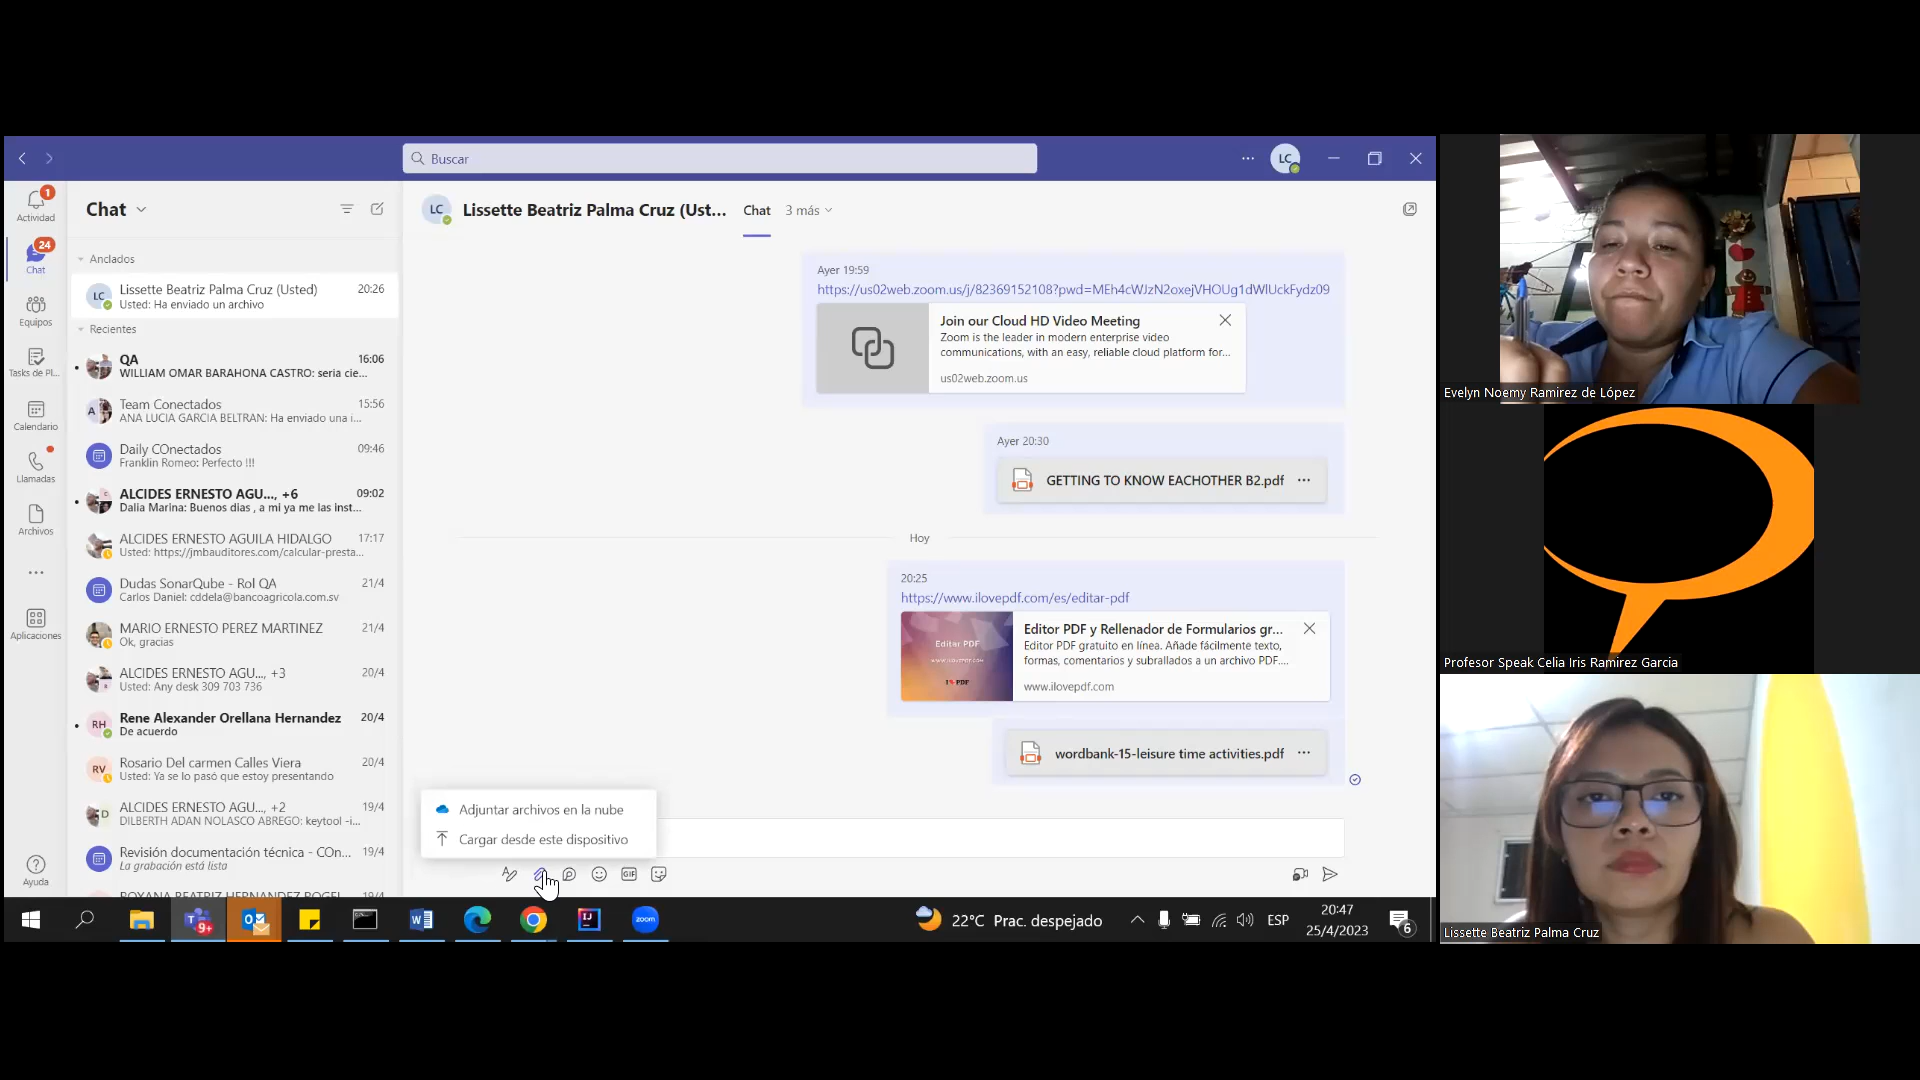 Buscar
LC
Actividad
1
Chat
24
Equipos
Tasks de Pl...
Calendario
Llamadas
Archivos
Aplicaciones
Ayuda
Chat
Anclados
LC
Lissette Beatriz Palma Cruz (Usted) 20:26
Usted: Ha enviado un archivo
Recientes
QA 16:06
WILLIAM OMAR BARAHONA CASTRO: seria cie...
Team Conectados 15:56
ANA LUCIA GARCIA BELTRAN: Ha enviado una i...
Daily COnectados 09:46
Franklin Romeo: Perfecto !!!
ALCIDES ERNESTO AGU..., +6 09:02
Dalia Marina: Buenos dias , a mi ya me las inst...
ALCIDES ERNESTO AGUILA HIDALGO 17:17
Usted: https://jmbauditores.com/calcular-presta...
Dudas SonarQube - Rol QA 21/4
Carlos Daniel: cddela@bancoagricola.com.sv
MARIO ERNESTO PEREZ MARTINEZ 21/4
Ok, gracias
ALCIDES ERNESTO AGU..., +3 20/4
Usted: Any desk 309 703 736
RH
Rene Alexander Orellana Hernandez 20/4
De acuerdo
RV
Rosario Del carmen Calles Viera 20/4
Usted: Ya se lo pasó que estoy presentando
ALCIDES ERNESTO AGU..., +2 19/4
DILBERTH ADAN NOLASCO ABREGO: keytool -i...
Revisión documentación técnica - COn... 19/4
La grabación está lista
ROXANA BEATRIZ HERNANDEZ ROGEL 19/4
LC
Lissette Beatriz Palma Cruz (Ust... Chat 3 más
Ayer 19:59
https://us02web.zoom.us/j/82369152108?pwd=MEh4cWJzN2oxejVHOUg1dWlUckFydz09
Join our Cloud HD Video Meeting
Zoom is the leader in modern enterprise video
communications, with an easy, reliable cloud platform for...
us02web.zoom.us
Ayer 20:30
GETTING TO KNOW EACHOTHER B2.pdf
Hoy
20:25
https://www.ilovepdf.com/es/editar-pdf
Editor PDF
WWW.ILOVEPDF.COM
I PDF
Editor PDF y Rellenador de Formularios gr...
Editor PDF gratuito en línea. Añade fácilmente texto,
formas, comentarios y subrallados a un archivo PDF....
www.ilovepdf.com
wordbank-15-leisure time activities.pdf
Adjuntar archivos en la nube
Cargar desde este dispositivo
GIF
9+
zoom
22°C Prac. despejado
ESP
20:47
25/4/2023
6
Evelyn Noemy Ramirez de López
Profesor Speak Celia Iris Ramirez Garcia
Lissette Beatriz Palma Cruz